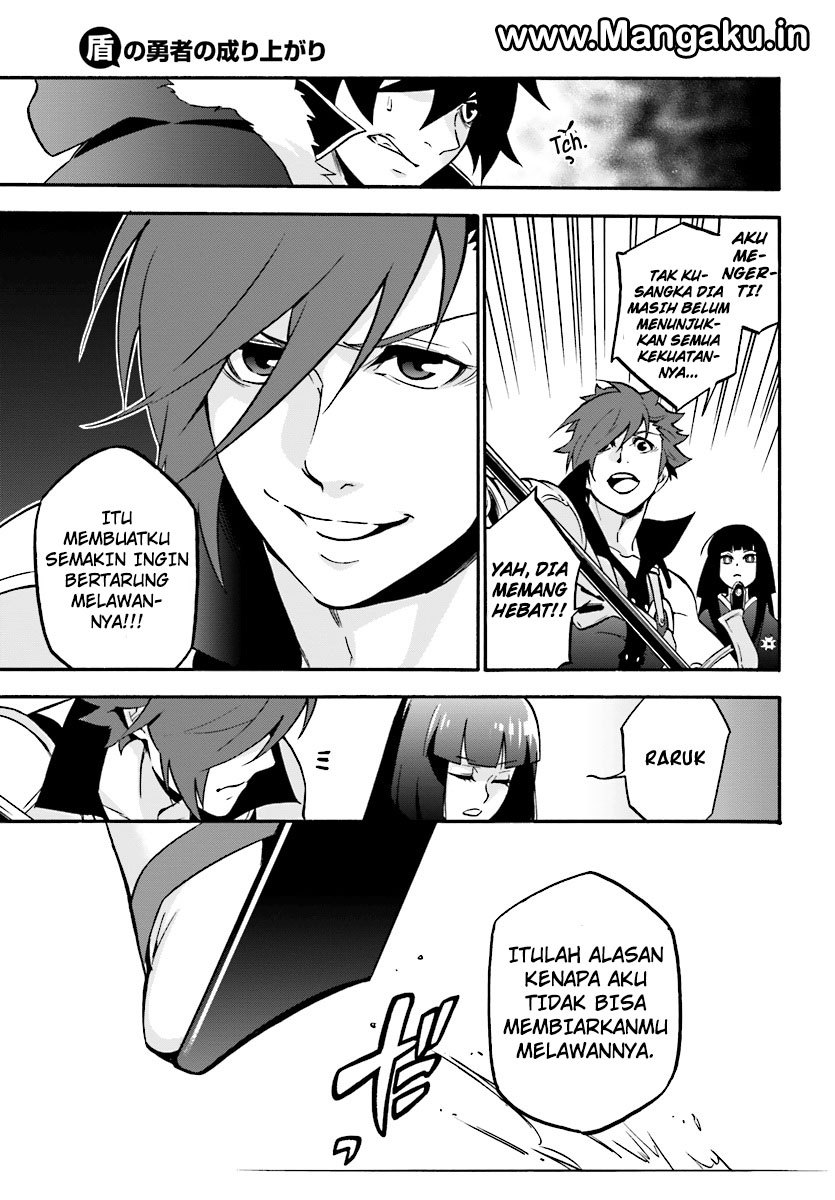 盾の勇者の成り上がり
www.Mangaku.in
Tch.
AKU
ME-
NGER-
TI!
TAK KU-
SANGKA DIA
MASIH BELUM
MENUNJUK-
KAN SEMUA
KEKUATAN-
NYA...
YAH, DIA
MEMANG
HEBAT!!
ITU
MEMBUATKU
SEMAKIN INGIN
BERTARUNG
MELAWAN-
NYA!!!
RARUK
ITULAH ALASAN
KENAPA AKU
TIDAK BISA
MEMBIARKANMU
MELAWANNYA.